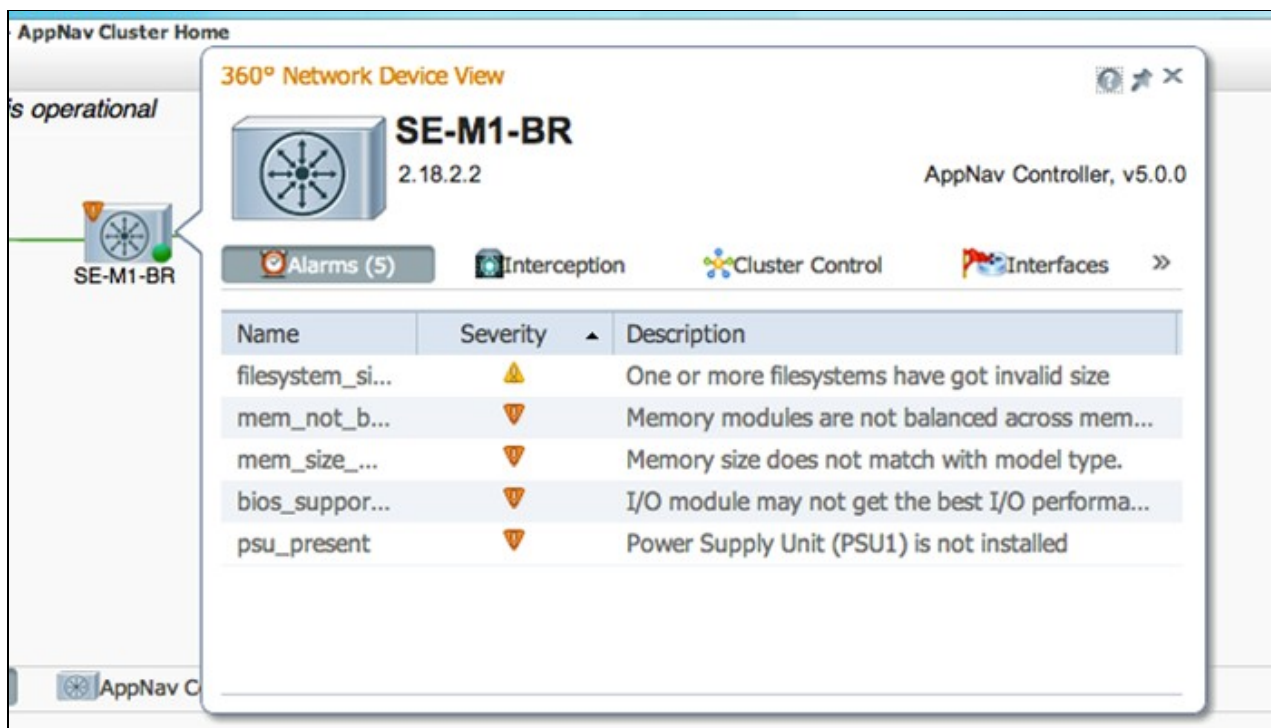 AppNav Cluster Home
360° Network Device View
is operational
SE-M1-BR
2.18.2.2
AppNav Controller, v5.0.0
SE-M1-BR
Alarms (5) Interception Cluster Control Interfaces »
Name Severity Description
filesystem_si... One or more filesystems have got invalid size
mem_not_b... Memory modules are not balanced across mem...
mem_size_... Memory size does not match with model type.
bios_suppor... I/O module may not get the best I/O performa...
psu_present Power Supply Unit (PSU1) is not installed
AppNav C